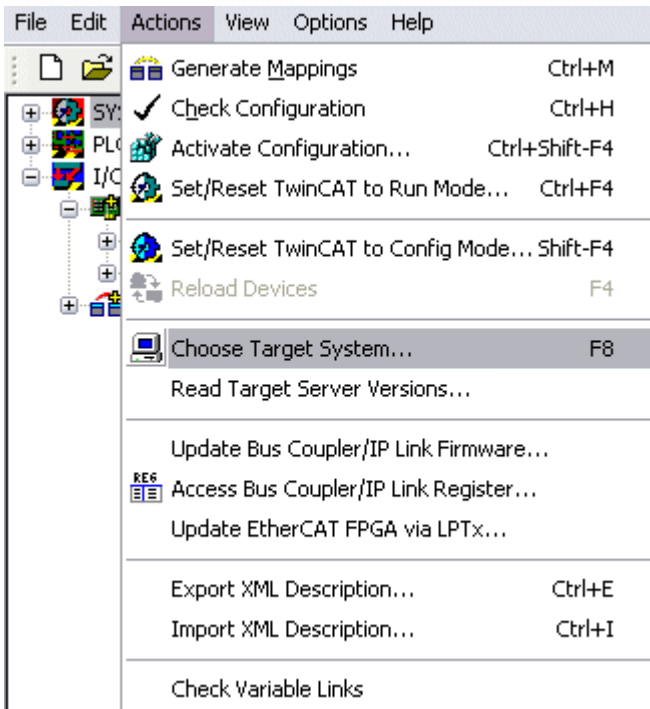 File Edit Actions View Options Help
Generate Mappings Ctrl+M
Check Configuration Ctrl+H
Activate Configuration... Ctrl+Shift-F4
Set/Reset TwinCAT to Run Mode... Ctrl+F4
Set/Reset TwinCAT to Config Mode... Shift-F4
Reload Devices F4
Choose Target System... F8
Read Target Server Versions...
Update Bus Coupler/IP Link Firmware...
REG Access Bus Coupler/IP Link Register...
Update EtherCAT FPGA via LPTx...
Export XML Description... Ctrl+E
Import XML Description... Ctrl+I
Check Variable Links